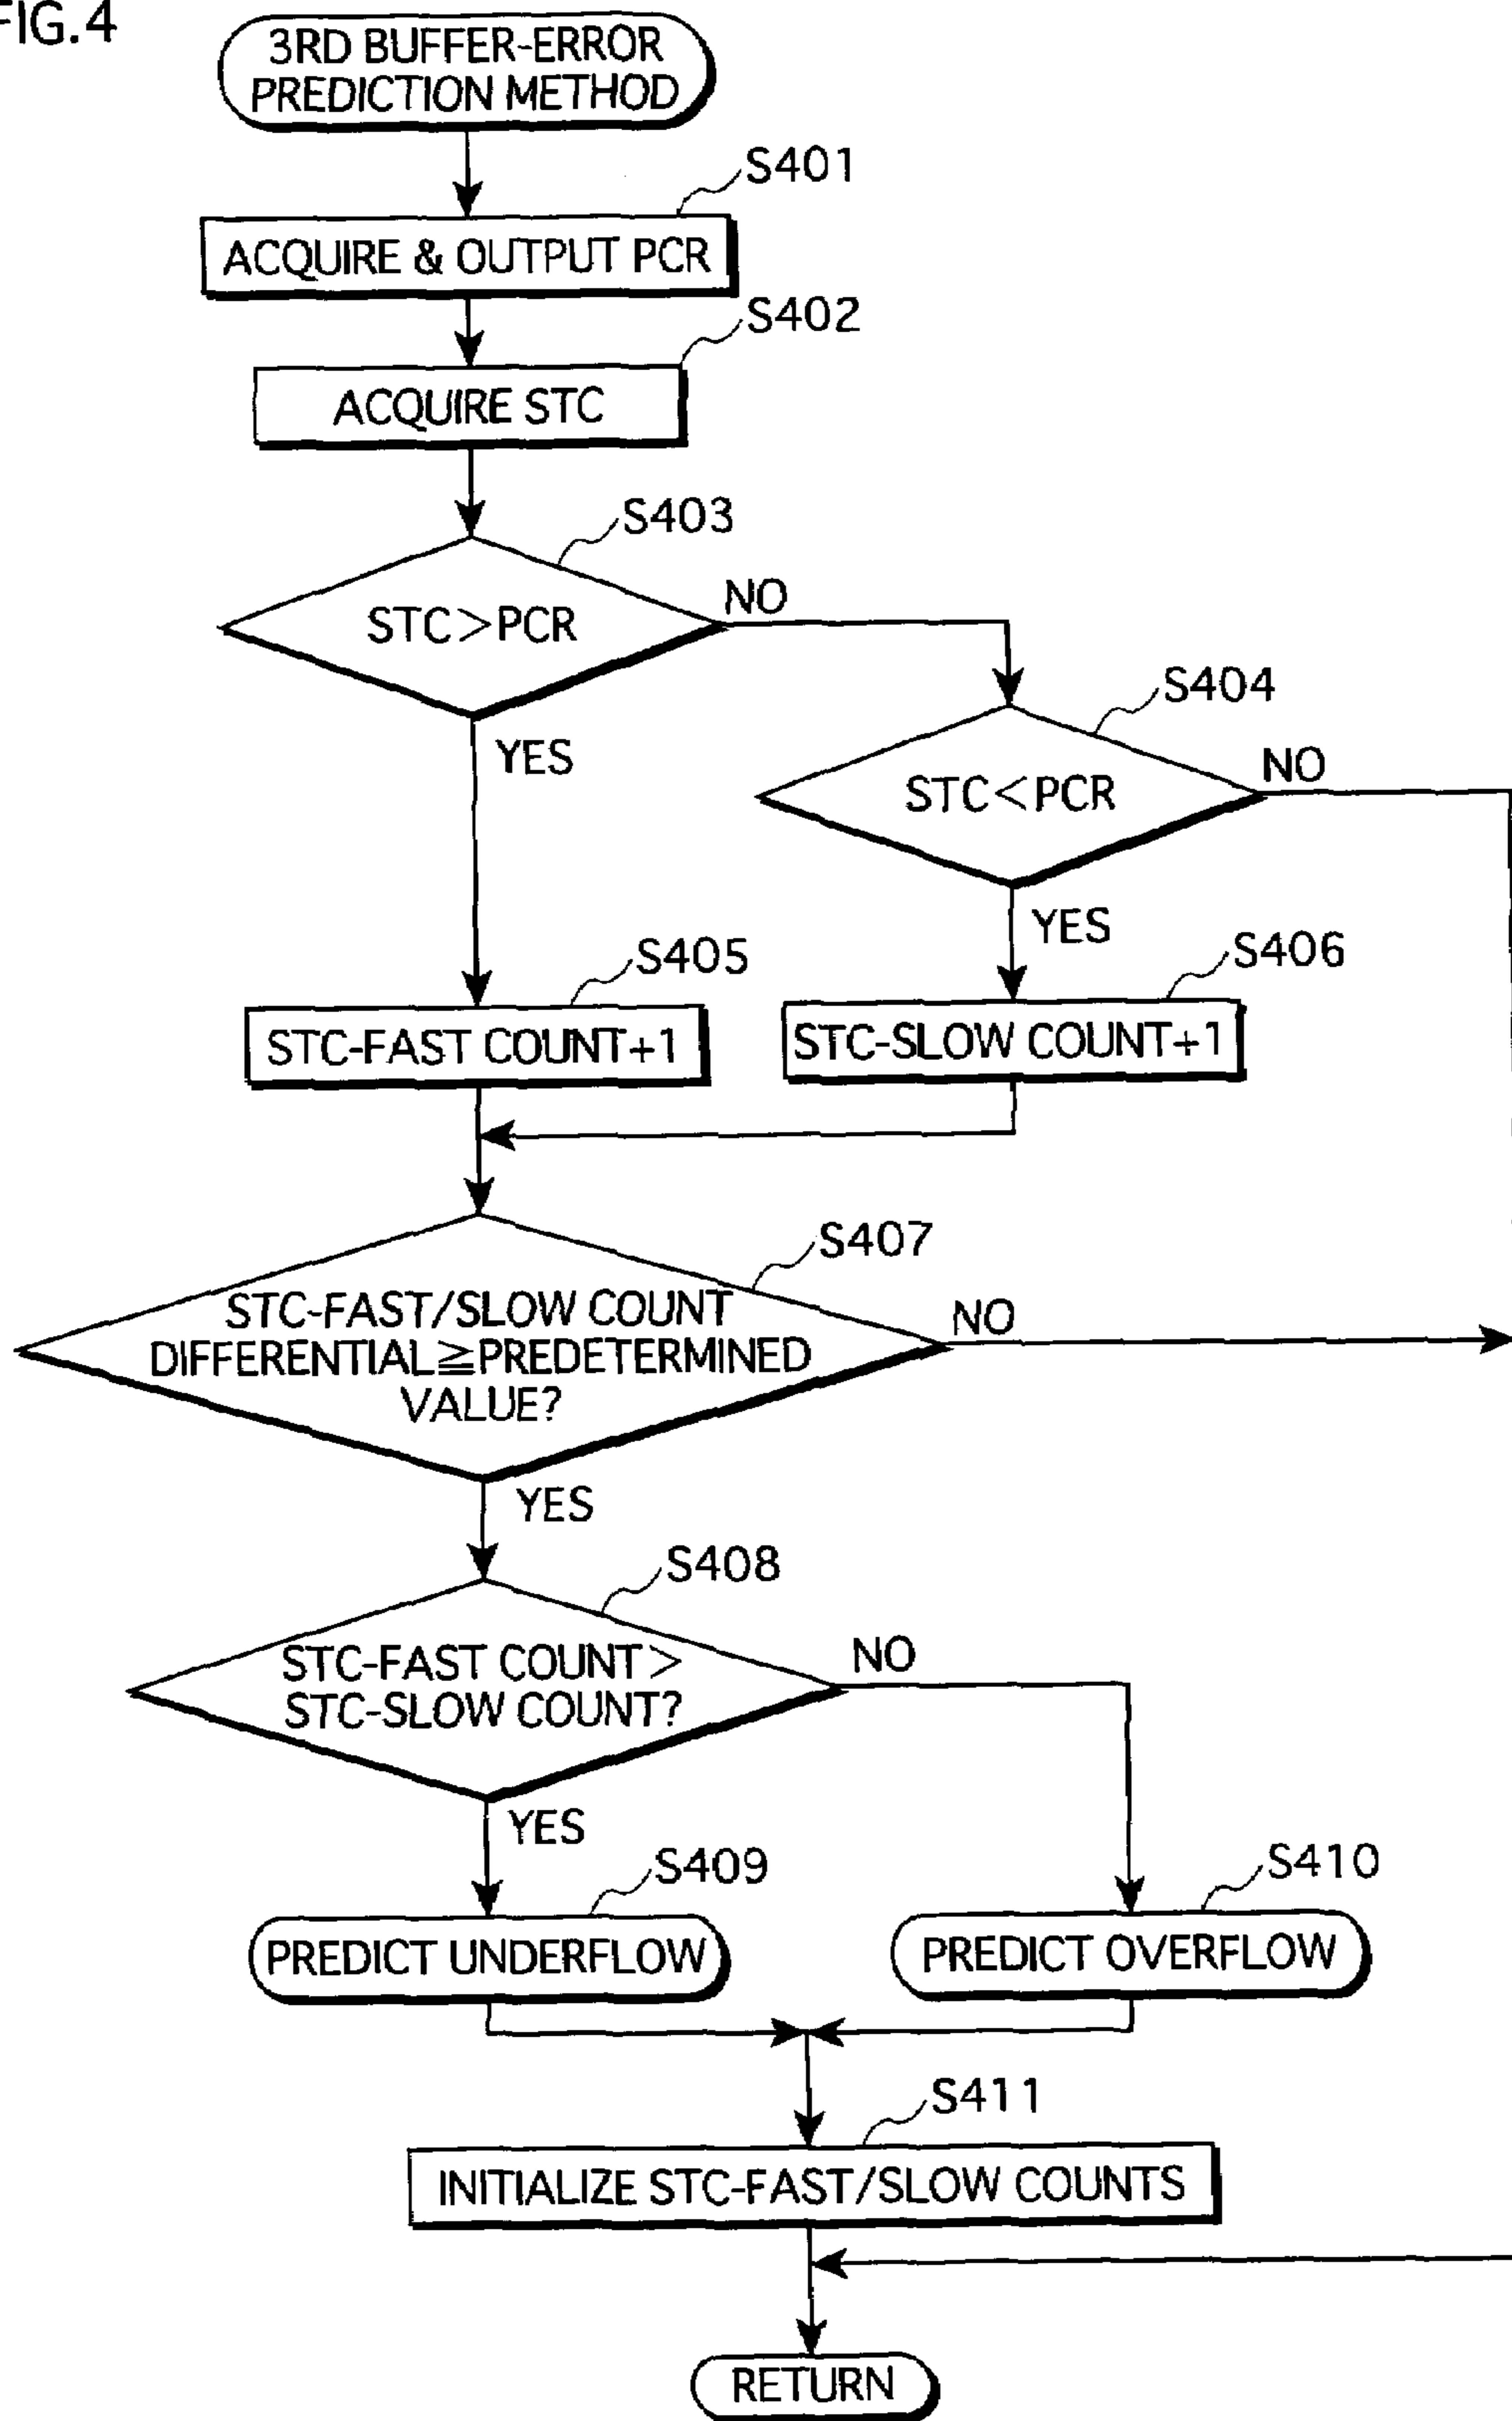 FIG.4
3RD BUFFER-ERROR
PREDICTION METHOD
S401
ACQUIRE & OUTPUT PCR
S402
ACQUIRE STC
S403
STC>PCR
NO
YES
S404
STC<PCR
NO
YES
S405
STC-FAST COUNT+1
S406
STC-SLOW COUNT+1
S407
STC-FAST/SLOW COUNT
DIFFERENTIAL≧PREDETERMINED
VALUE?
NO
YES
S408
STC-FAST COUNT>
STC-SLOW COUNT?
NO
YES
S409
PREDICT UNDERFLOW
S410
PREDICT OVERFLOW
S411
INITIALIZE STC-FAST/SLOW COUNTS
RETURN